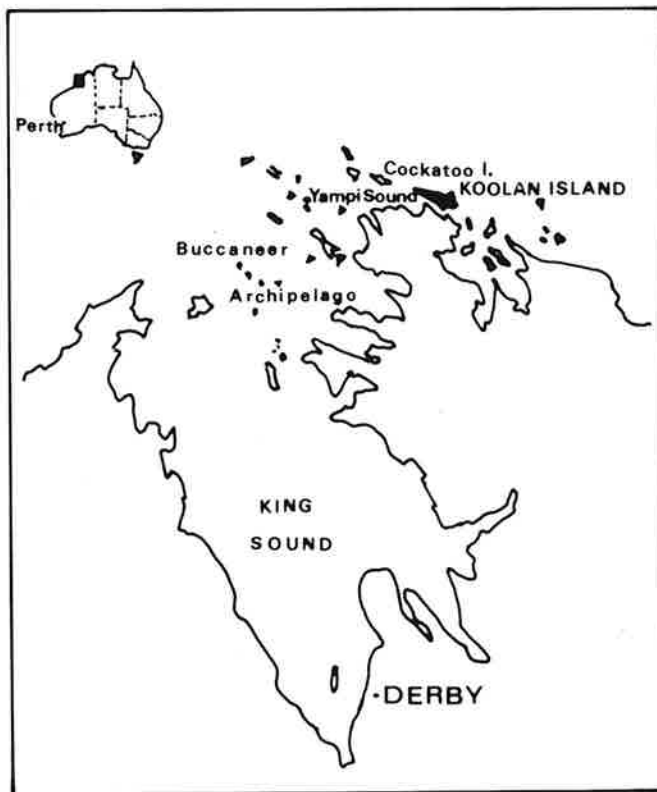 Perth
Cockatoo I.
KOOLAN ISLAND
Yampi Sound
Buccaneer
Archipelago
KING
SOUND
DERBY